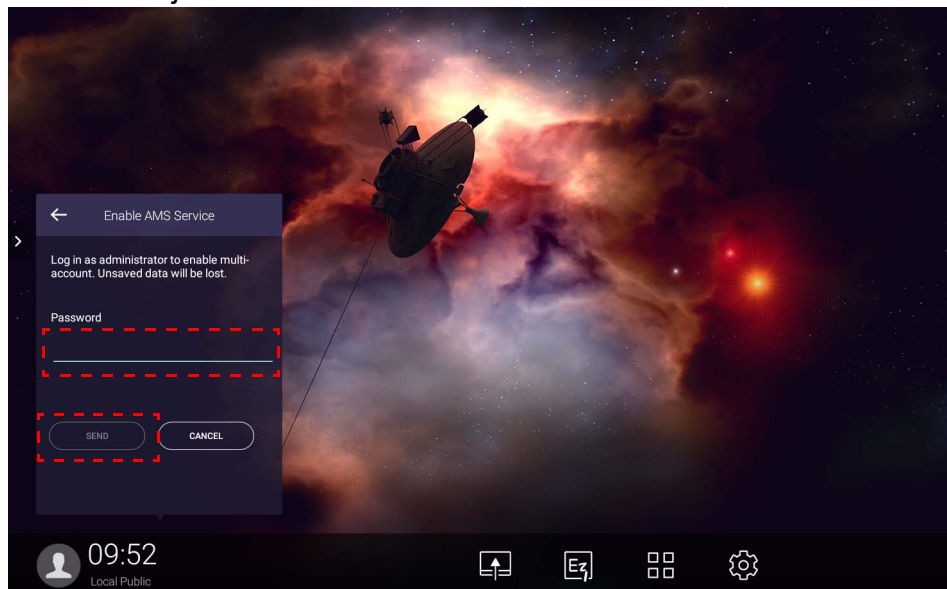 Enable AMS Service
Log in as administrator to enable multi-
account. Unsaved data will be lost.
Password
SEND
CANCEL
09:52
Local Public